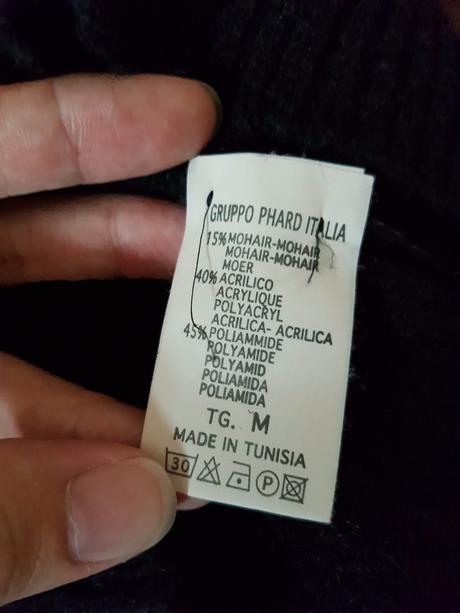 GRUPPO PHARD ITALIA
15% MOHAIR-MOHAIR
MOHAIR-MOHAIR
MOER
40% ACRILICO
ACRYLIQUE
POLYACRYL
ACRILICA- ACRILICA
45% POLIAMMIDE
POLYAMIDE
POLYAMID
POLIAMIDA
POLIAMIDA
TG. M
MADE IN TUNISIA
30 P